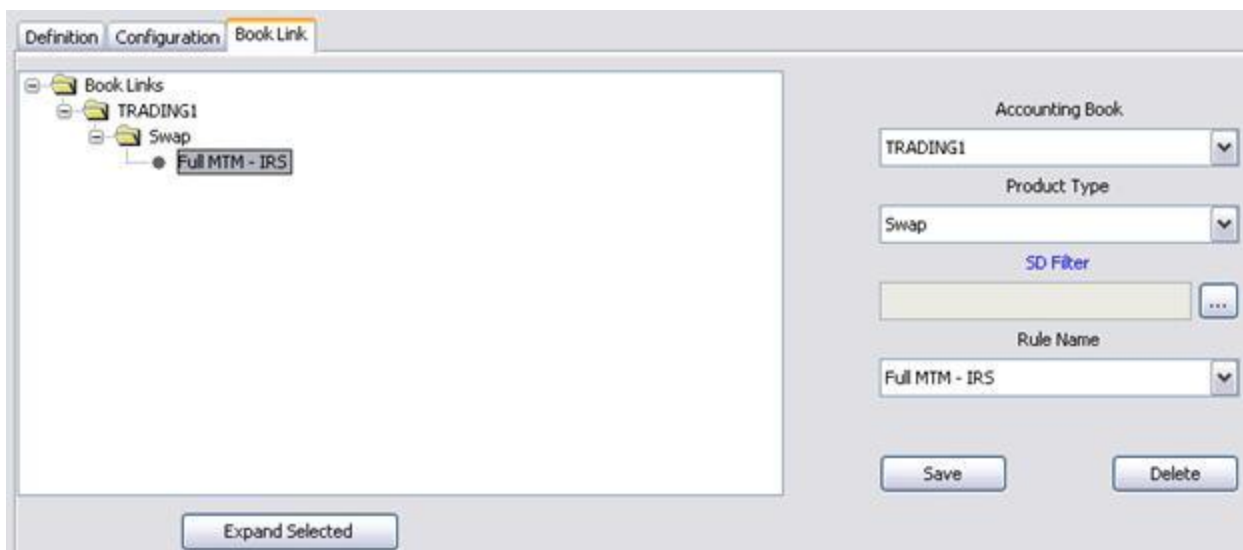 Definition Configuration Book Link
Book Links
TRADING1
Swap
Full MTM - IRS
Accounting Book
TRADING1
Product Type
Swap
SD Filter
...
Rule Name
Full MTM - IRS
Save Delete
Expand Selected